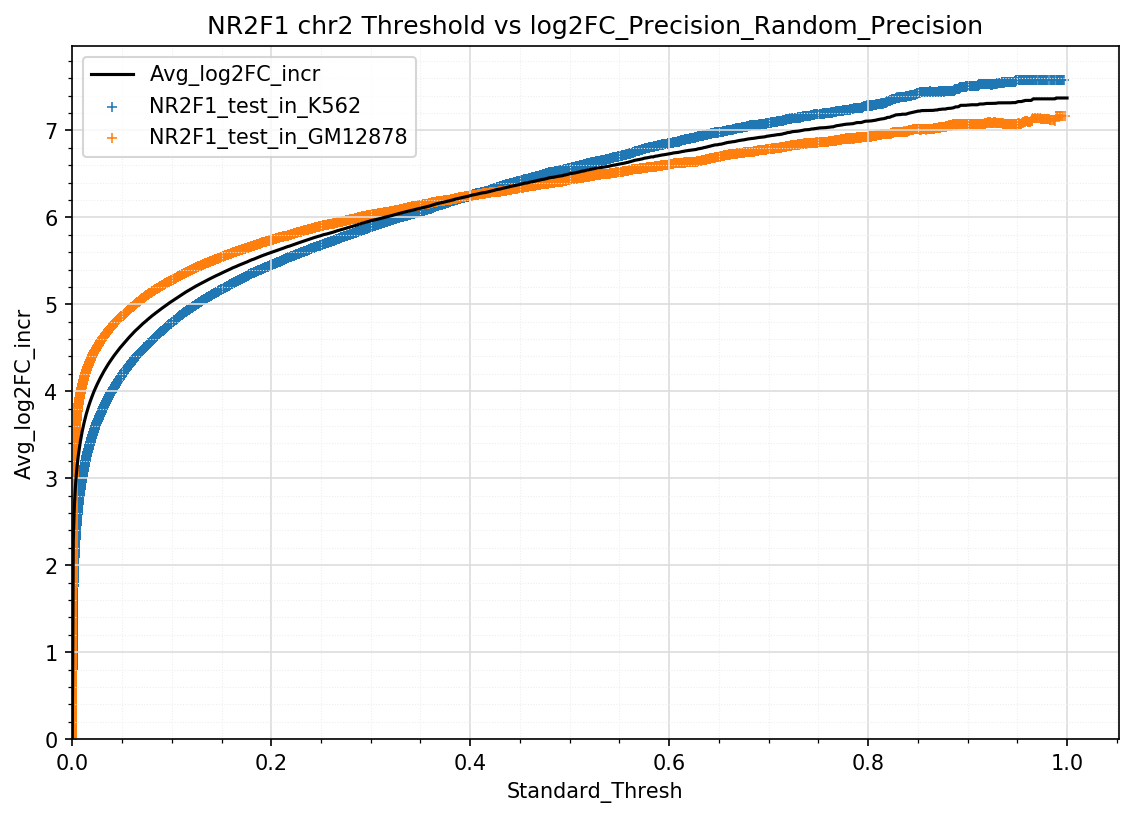 NR2F1 chr2 Threshold vs log2FC_Precision_Random_Precision
Avg_log2FC_incr
NR2F1_test_in_K562
NR2F1_test_in_GM12878
Avg_log2FC_incr
7
6
5
4
3
2
1
0
0.0 0.2 0.4 0.6 0.8 1.0
Standard_Thresh